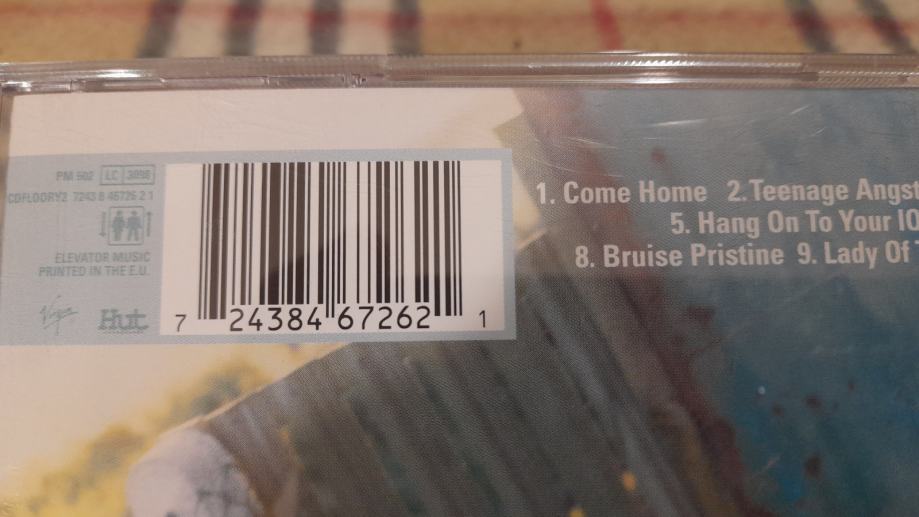 PM 502 LC 3098
CDFLOORX2 7243 8 46726 2 1
ELEVATOR MUSIC
PRINTED IN THE E.U.
Virgin Hut
7 24384 67262 1
1. Come Home 2. Teenage Angst
5. Hang On To Your IQ
8. Bruise Pristine 9. Lady Of